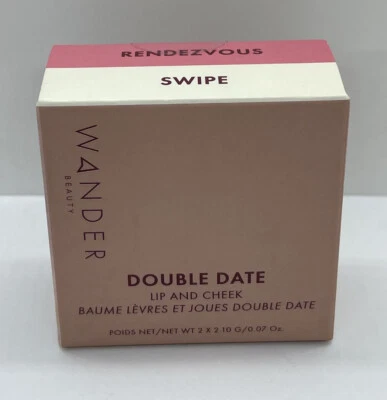 RENDEZVOUS
SWIPE
WANDER
BEAUTY
DOUBLE DATE
LIP AND CHEEK
BAUME LÈVRES ET JOUES DOUBLE DATE
POIDS NET/NET WT 2 X 2.10 G/0.07 Oz.